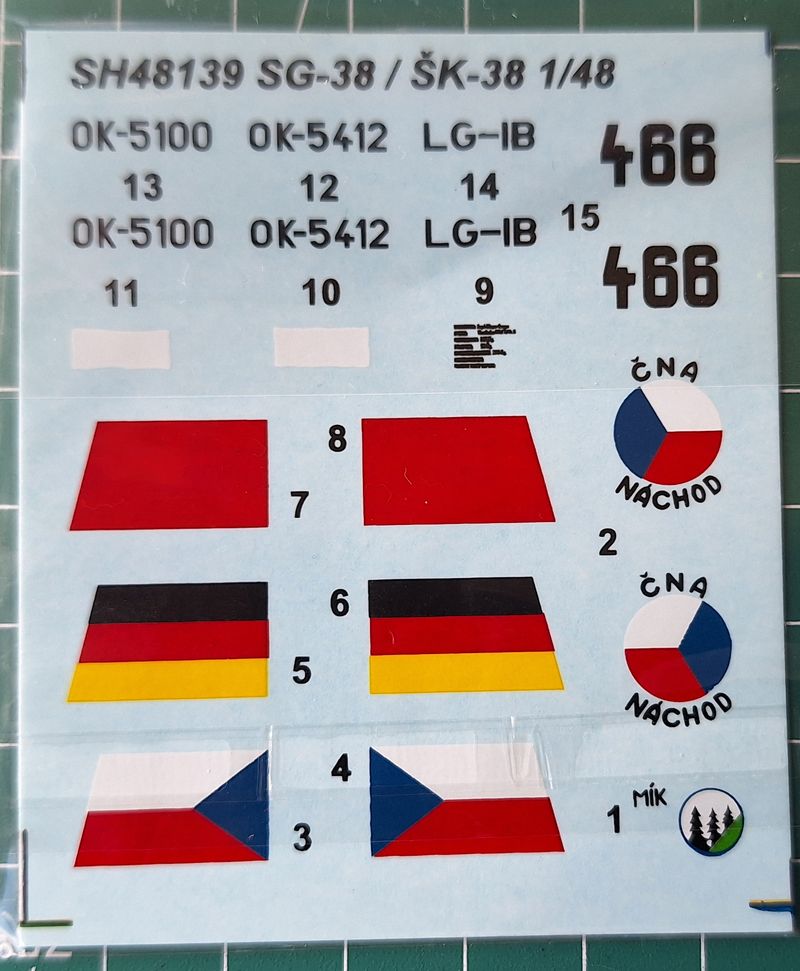 SH48139 SG-38 / ŠK-38 1/48
OK-5100 OK-5412 LG-IB 466
13 12 14
15
OK-5100 OK-5412 LG-IB 466
11 10 9
ČNA
NÁCHOD
8
7
2
6
5
ČNA
NÁCHOD
4
3
1
MÍK